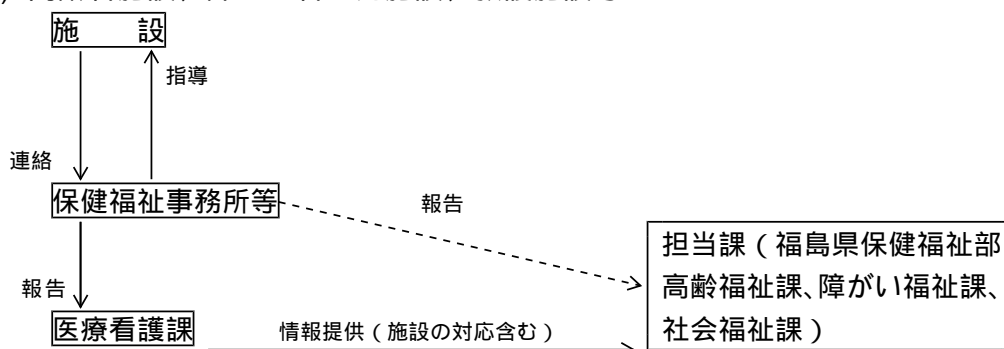 施　　設
指導
連絡
保健福祉事務所等
報告
担当課（福島県保健福祉部
高齢福祉課、障がい福祉課、
社会福祉課）
報告
医療看護課
情報提供（施設の対応含む）